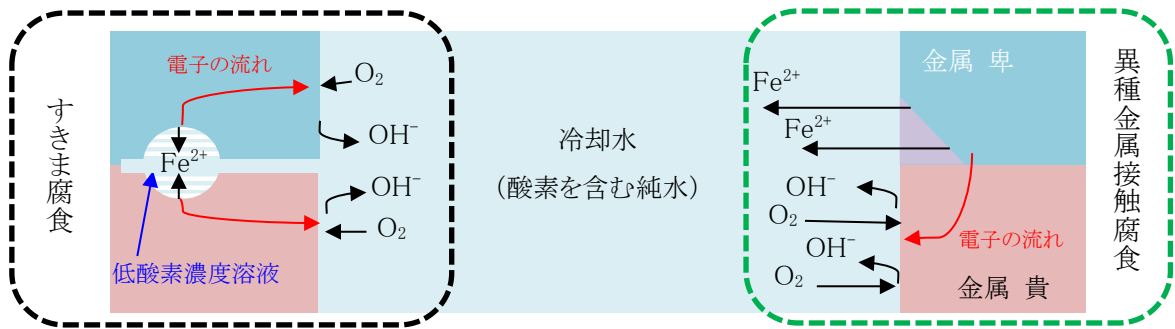 すきま腐食
電子の流れ
O₂
OH⁻
Fe²⁺
OH⁻
O₂
低酸素濃度溶液
冷却水
（酸素を含む純水）
金属 卑
Fe²⁺
Fe²⁺
OH⁻
O₂
OH⁻
O₂
電子の流れ
金属 貴
異種金属接触腐食